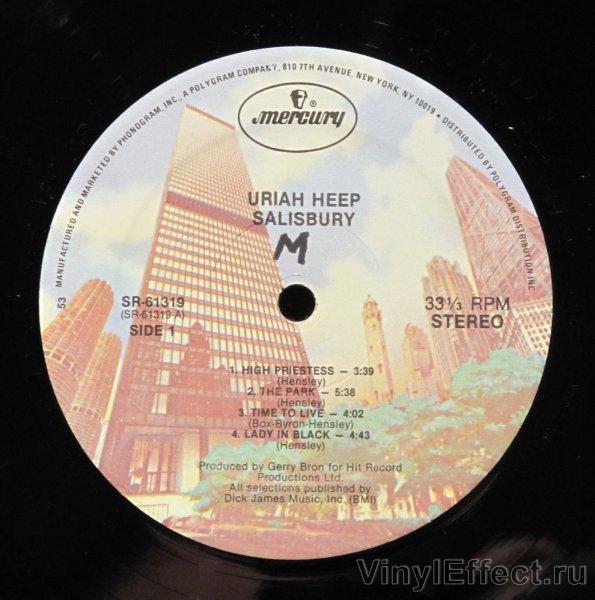 MANUFACTURED AND MARKETED BY PHONOGRAM, INC., A POLYGRAM COMPANY, 810 7TH AVENUE, NEW YORK, NY 10019 • DISTRIBUTED BY POLYGRAM DISTRIBUTION INC
®
mercury
URIAH HEEP
SALISBURY
M
53
SR-61319
(SR-61319-A)
SIDE 1
33 1/3 RPM
STEREO
1. HIGH PRIESTESS – 3:39
(Hensley)
2. THE PARK – 5:38
(Hensley)
3. TIME TO LIVE – 4:02
(Box-Byron-Hensley)
4. LADY IN BLACK – 4:43
(Hensley)
Produced by Gerry Bron for Hit Record
Productions Ltd.
All selections published by
Dick James Music, Inc. (BMI)
VinylEffect.ru